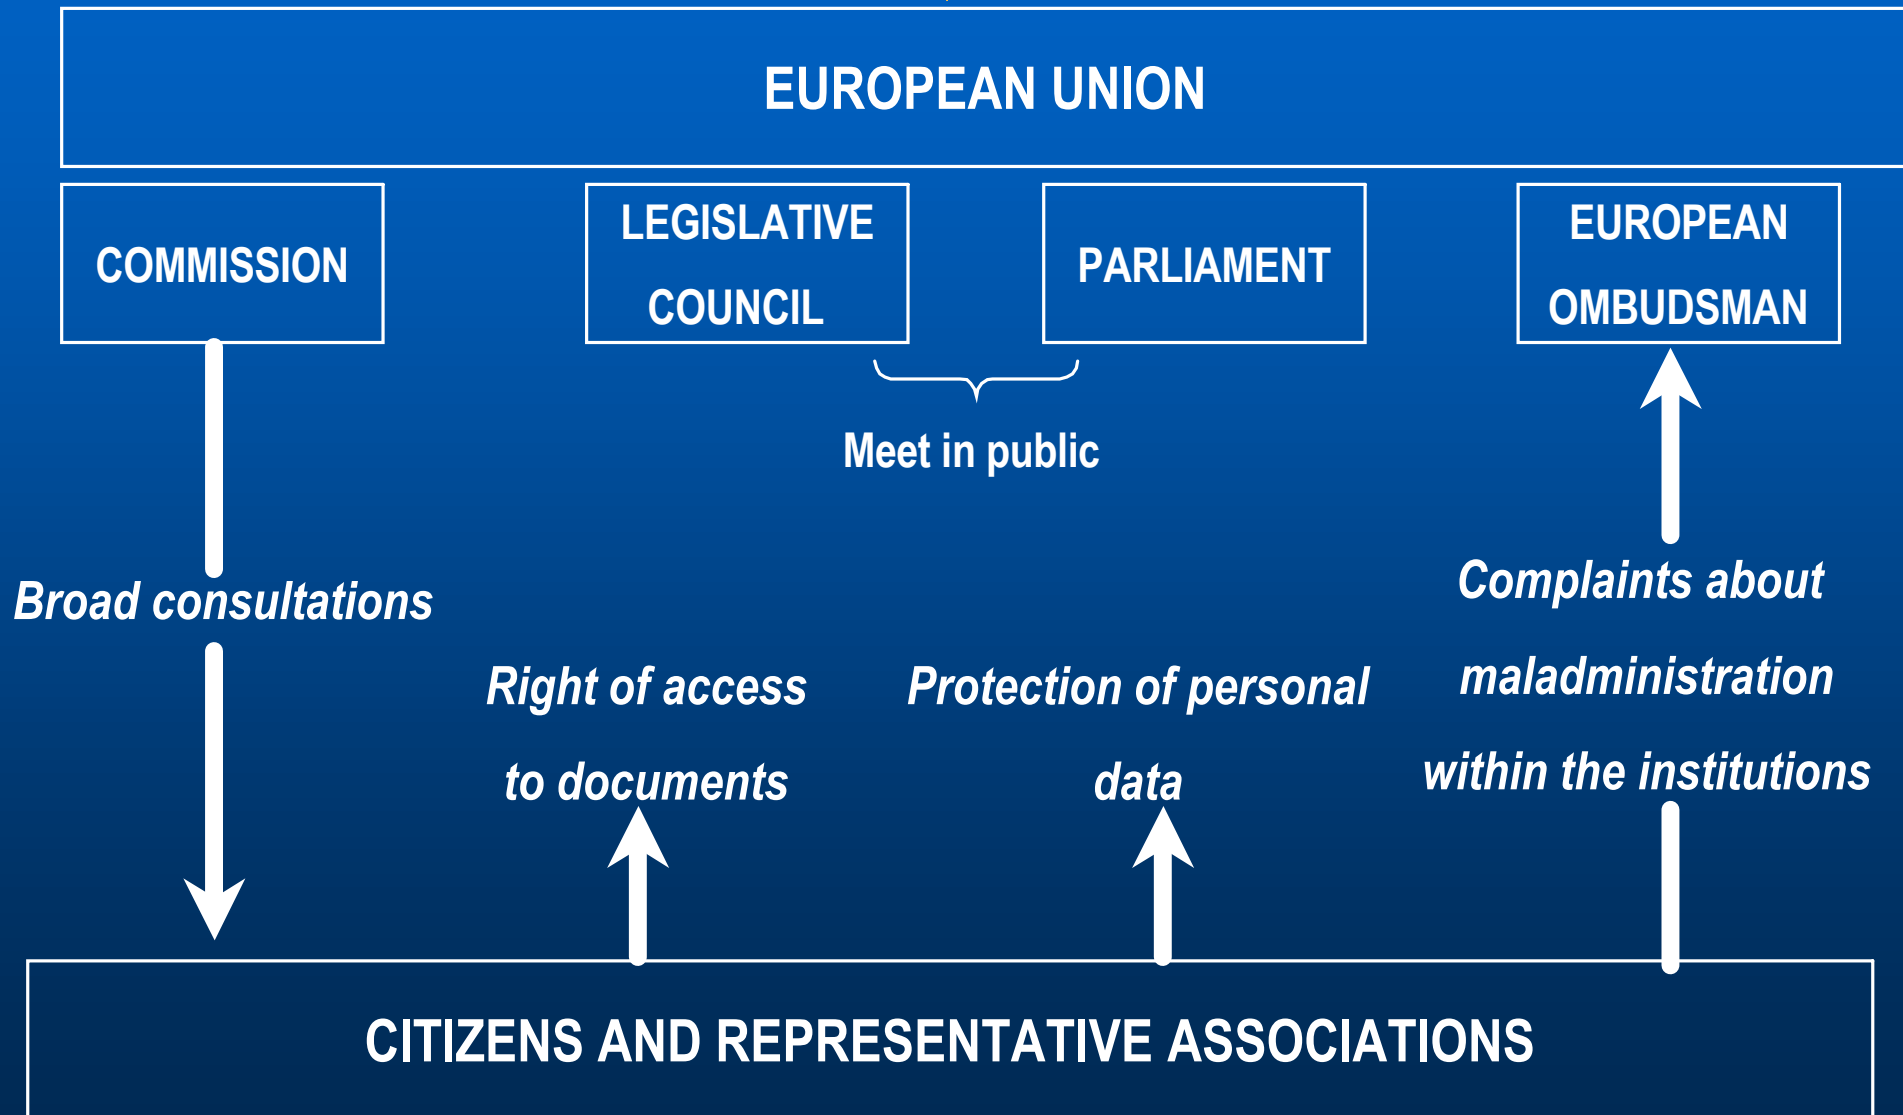 EUROPEAN UNION
COMMISSION
LEGISLATIVE
COUNCIL
PARLIAMENT
EUROPEAN
OMBUDSMAN
Meet in public
Broad consultations
Right of access
to documents
Protection of personal
data
Complaints about
maladministration
within the institutions
CITIZENS AND REPRESENTATIVE ASSOCIATIONS